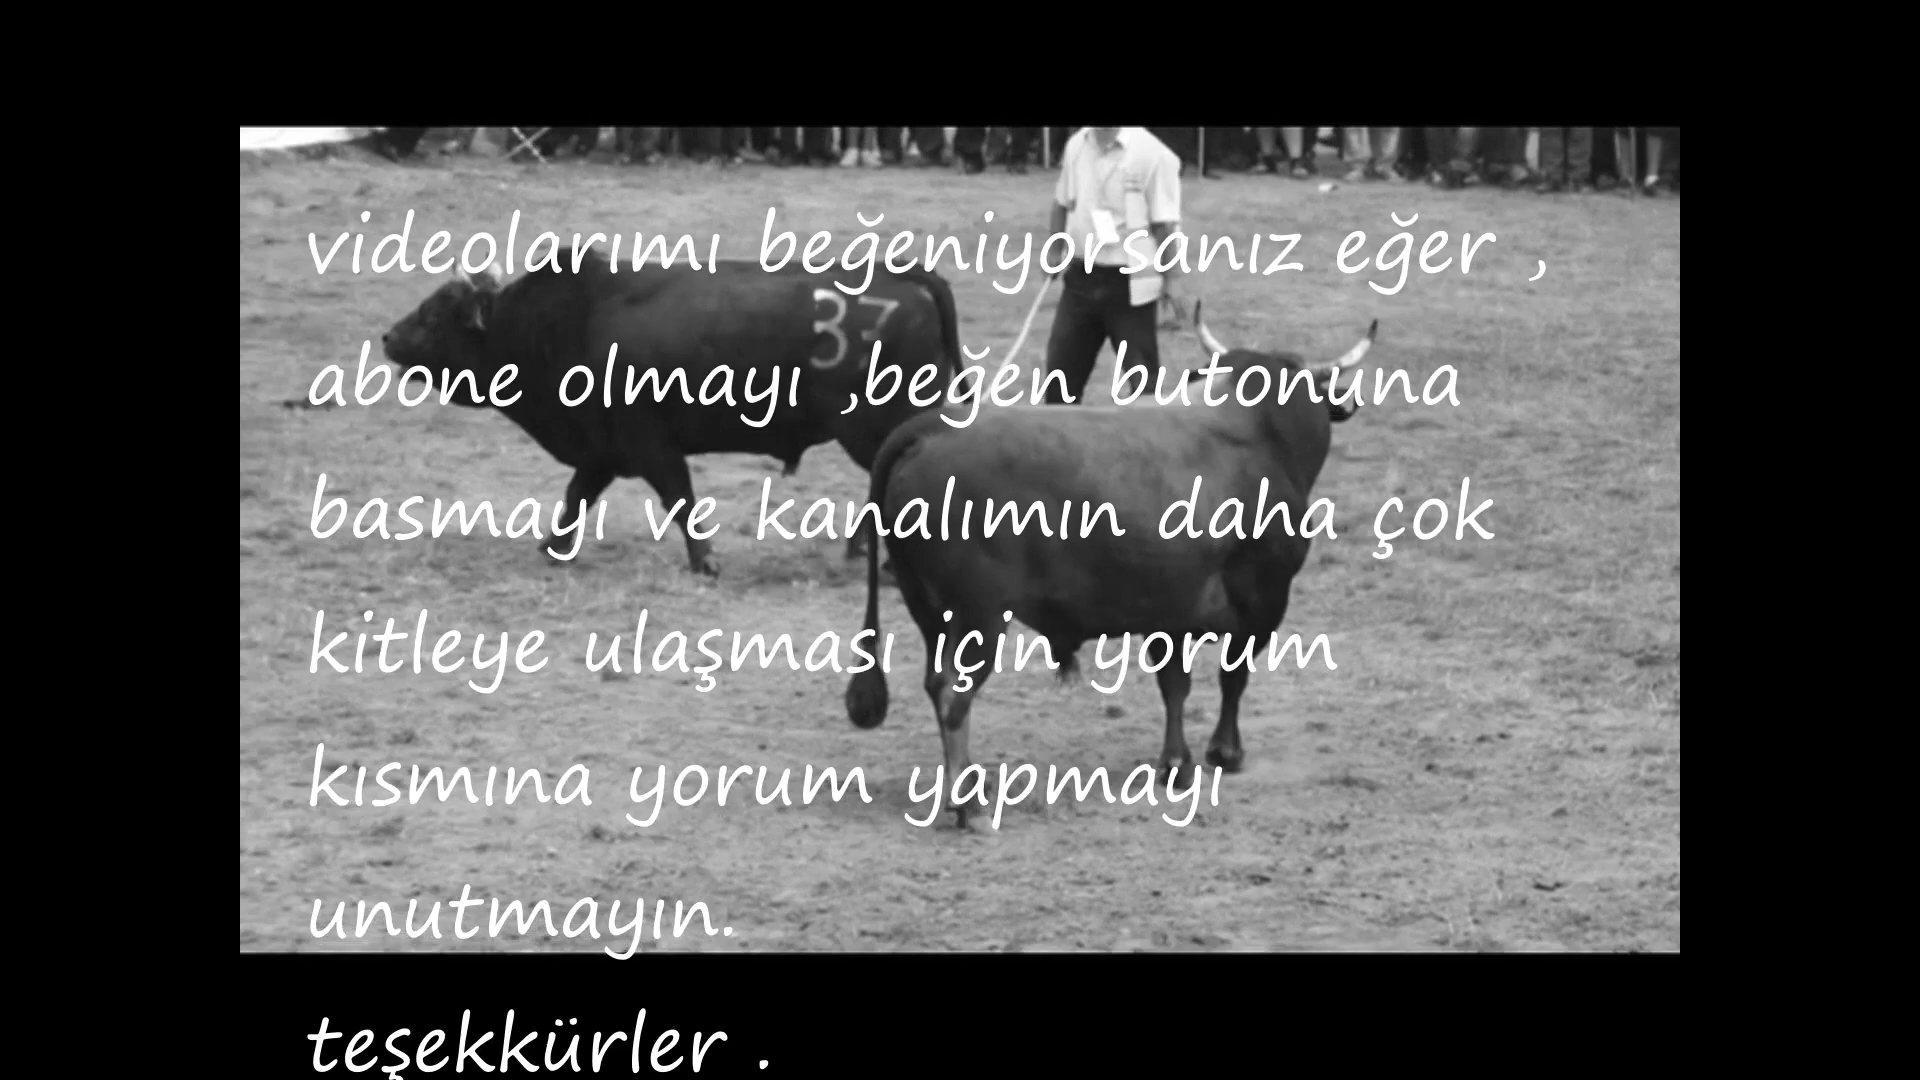 videolarımı beğeniyorsanız eğer ,
37
abone olmayı ,beğen butonuna
basmayı ve kanalımın daha çok
kitleye ulaşması için yorum
kısmına yorum yapmayı
unutmayın.
teşekkürler .